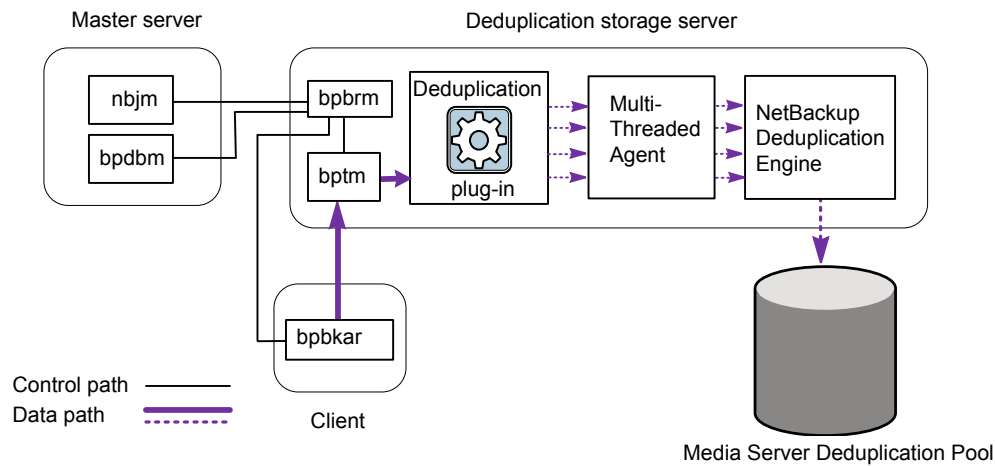 Master server
Deduplication storage server
nbjm
bpdbm
bpbrm
bptm
Deduplication
plug-in
Multi-
Threaded
Agent
NetBackup
Deduplication
Engine
bpbkar
Client
Control path
Data path
Media Server Deduplication Pool